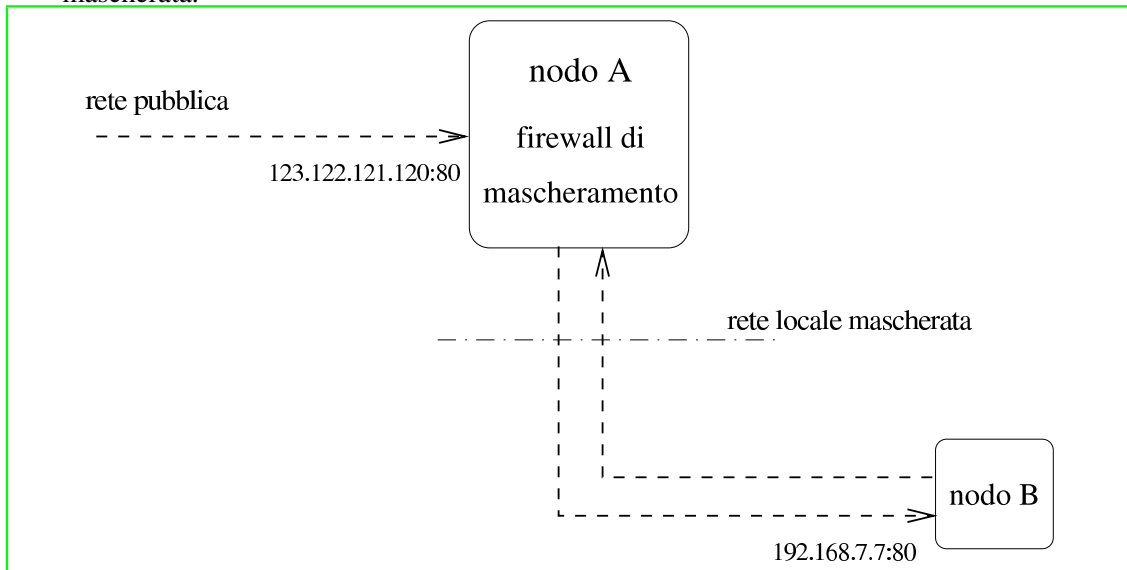 mascherata.
nodo A
rete pubblica
firewall di
123.122.121.120:80
mascheramento
rete locale mascherata
nodo B
192.168.7.7:80